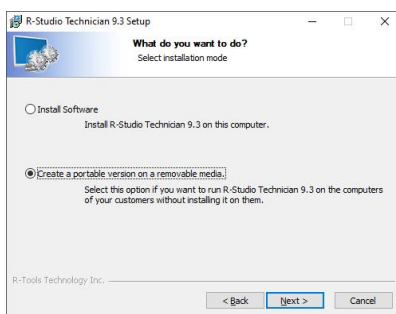 R-Studio Technician 9.3 Setup
What do you want to do?
Select installation mode
Install Software
Install R-Studio Technician 9.3 on this computer.
Create a portable version on a removable media.
Select this option if you want to run R-Studio Technician 9.3 on the computers
of your customers without installing it on them.
R-Tools Technology Inc.
< Back Next > Cancel